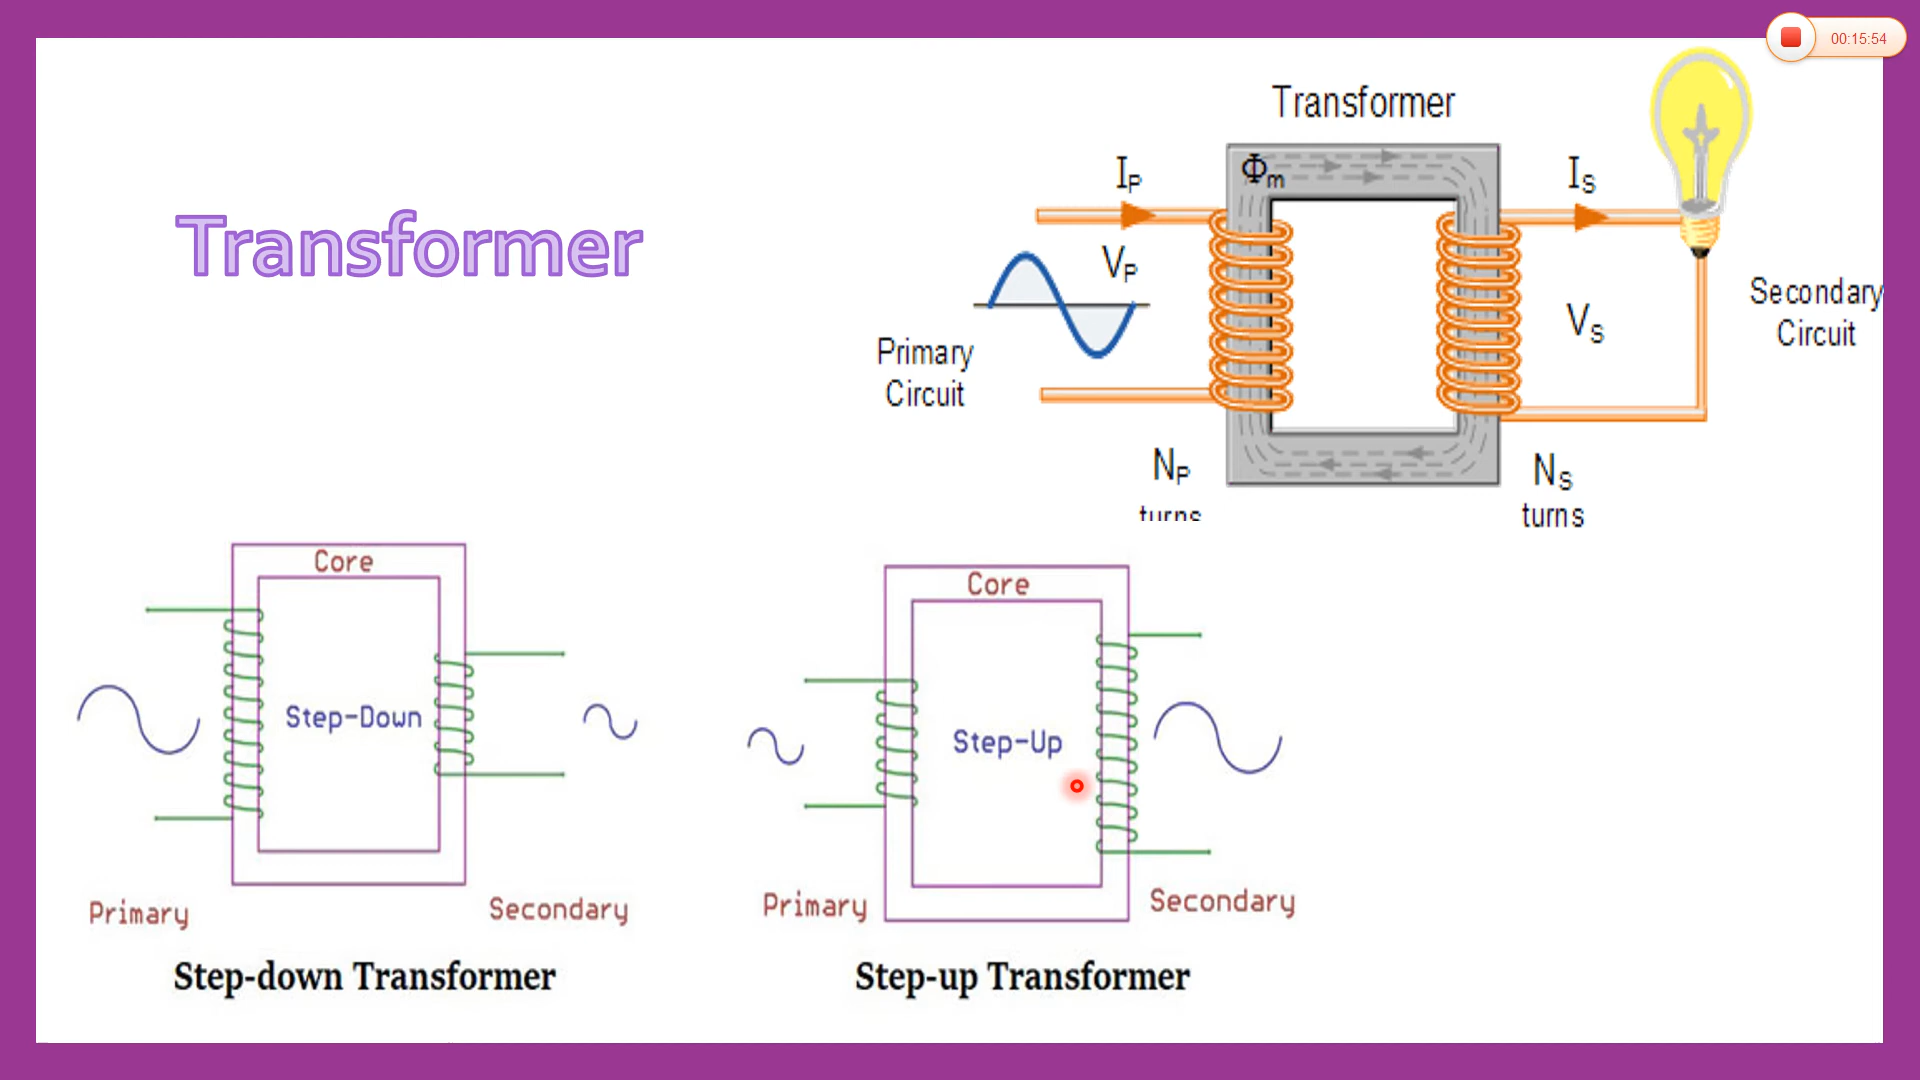 00:15:54
Transformer
Transformer
Φm
IP
IS
VP
VS
Primary
Circuit
Secondary
Circuit
NP
turns
NS
turns
Core
Step-Down
Primary
Secondary
Step-down Transformer
Core
Step-Up
Primary
Secondary
Step-up Transformer